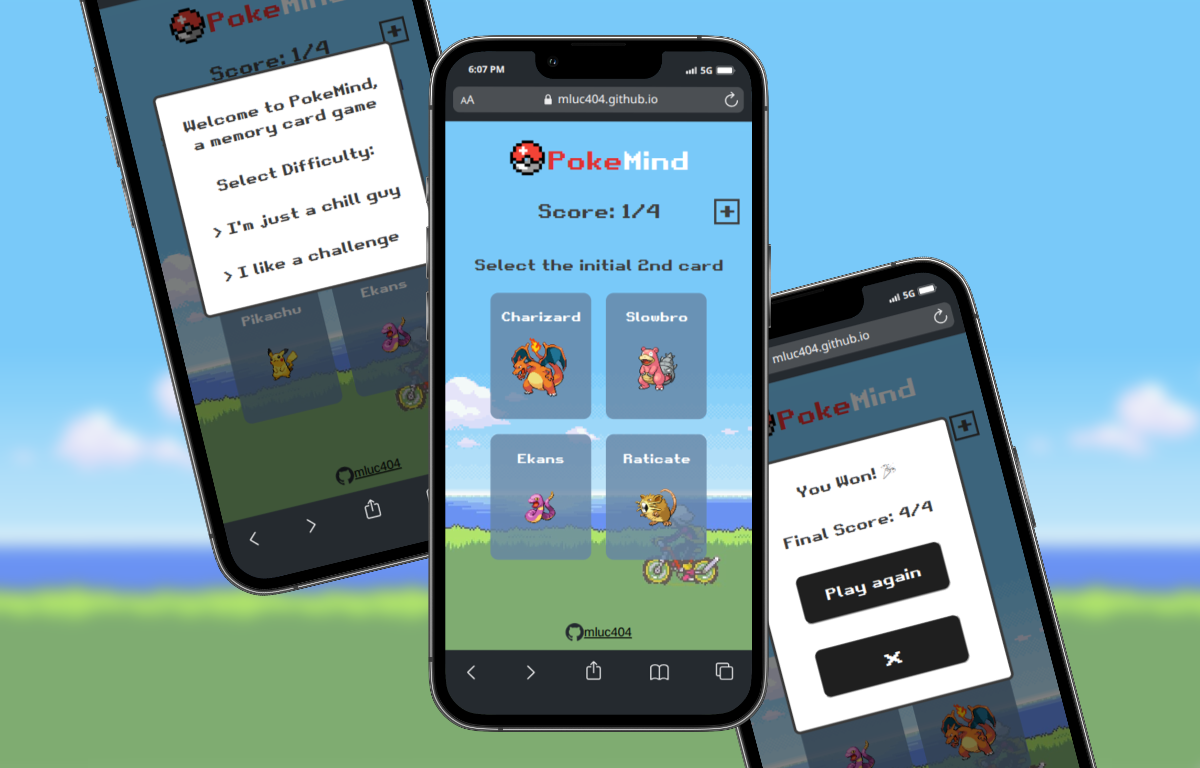 PokeMind
Score: 1/4
+
Welcome to PokeMind,
a memory card game
Select Difficulty:
> I'm just a chill guy
> I like a challenge
Pikachu
Ekans
mluc404
6:07 PM
5G
AA
mluc404.github.io
PokeMind
Score: 1/4
+
Select the initial 2nd card
Charizard
Slowbro
Ekans
Raticate
mluc404
5G
mluc404.github.io
PokeMind
+
You Won!
Final Score: 4/4
Play again
X